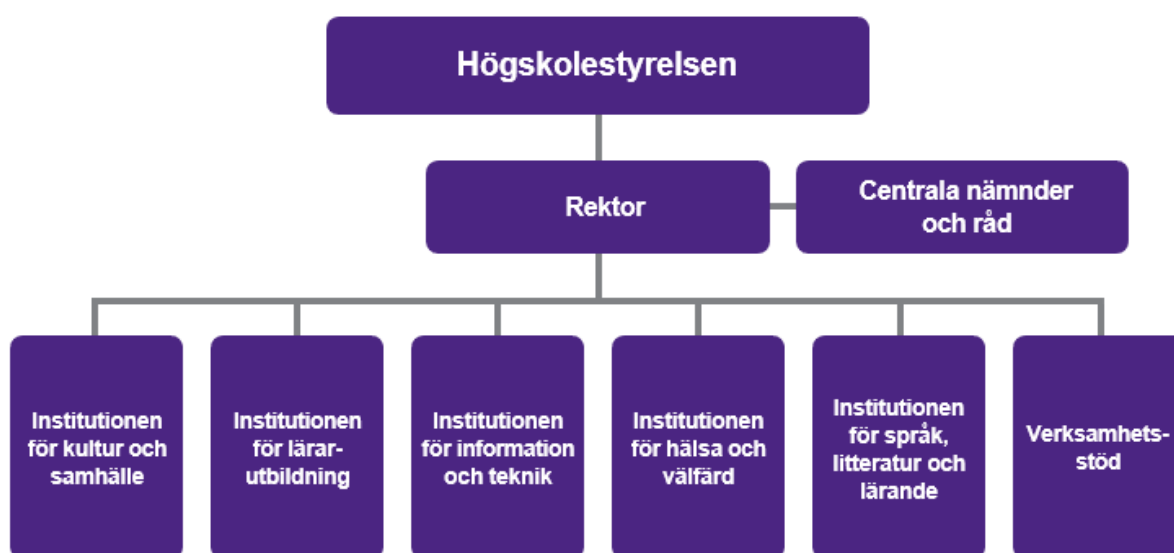 Högskolestyrelsen
Rektor
Centrala nämnder
och råd
Institutionen
för kultur och
samhälle
Institutionen
för lärar-
utbildning
Institutionen
för information
och teknik
Institutionen
för hälsa och
välfärd
Institutionen
för språk,
litteratur och
lärande
Verksamhets-
stöd